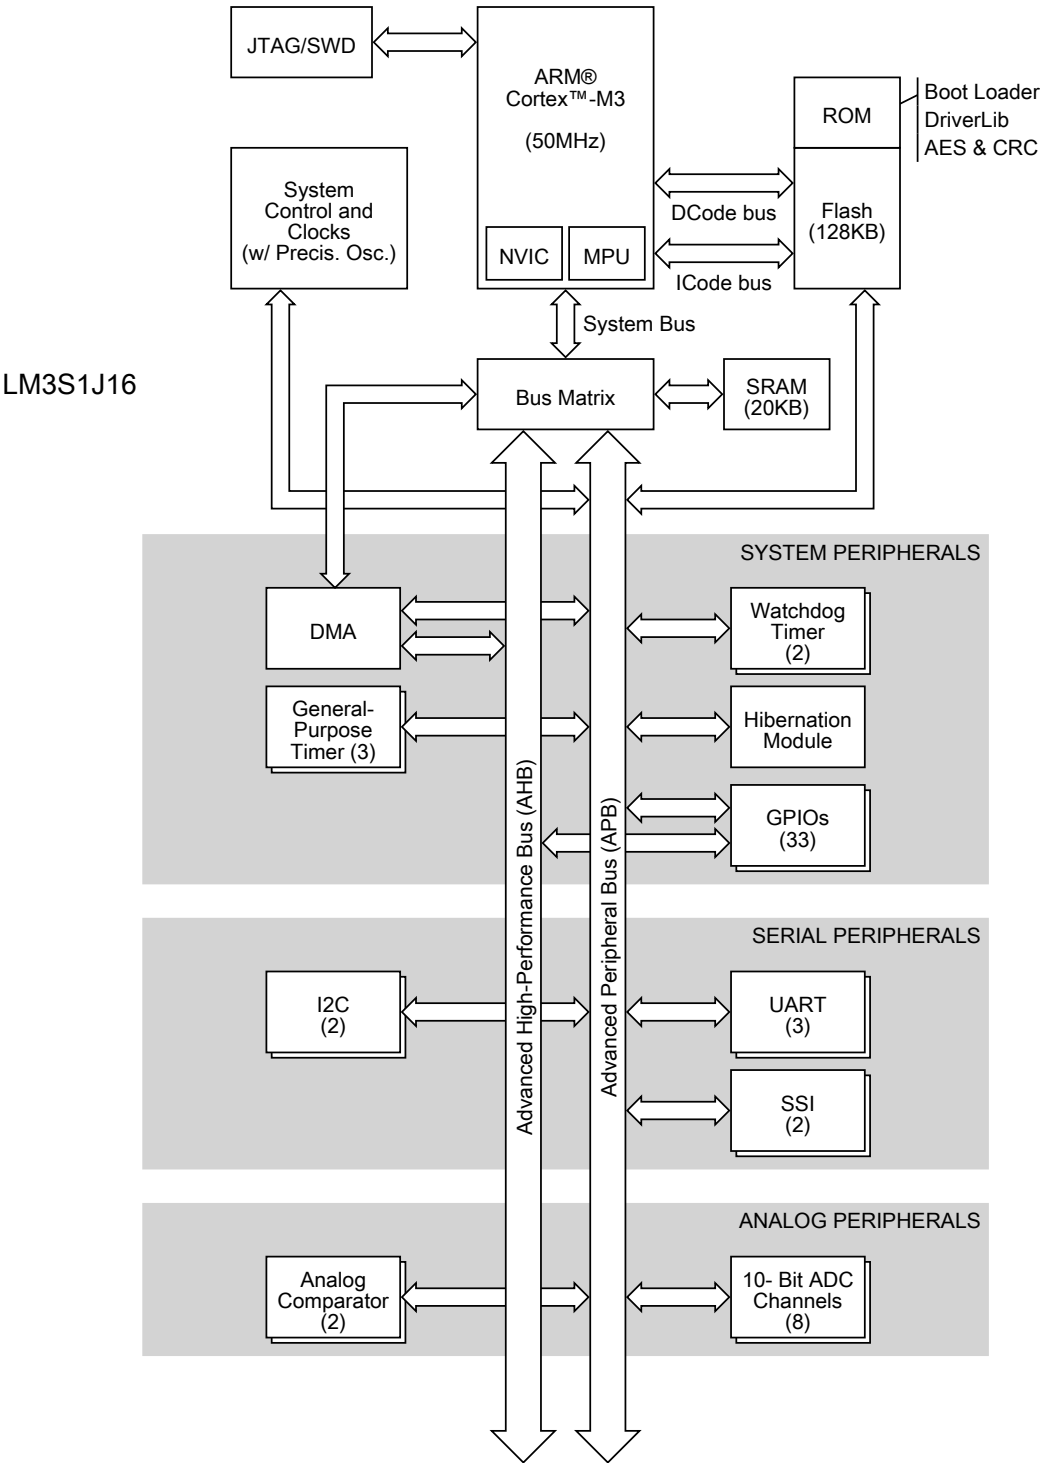 JTAG/SWD
ARM®
Cortex™-M3
(50MHz)
NVIC
MPU
ROM
Boot Loader
DriverLib
AES & CRC
Flash
(128KB)
DCode bus
ICode bus
System
Control and
Clocks
(w/ Precis. Osc.)
System Bus
LM3S1J16
Bus Matrix
SRAM
(20KB)
SYSTEM PERIPHERALS
DMA
Watchdog
Timer
(2)
General-
Purpose
Timer (3)
Hibernation
Module
GPIOs
(33)
Advanced High-Performance Bus (AHB)
Advanced Peripheral Bus (APB)
SERIAL PERIPHERALS
I2C
(2)
UART
(3)
SSI
(2)
ANALOG PERIPHERALS
Analog
Comparator
(2)
10- Bit ADC
Channels
(8)